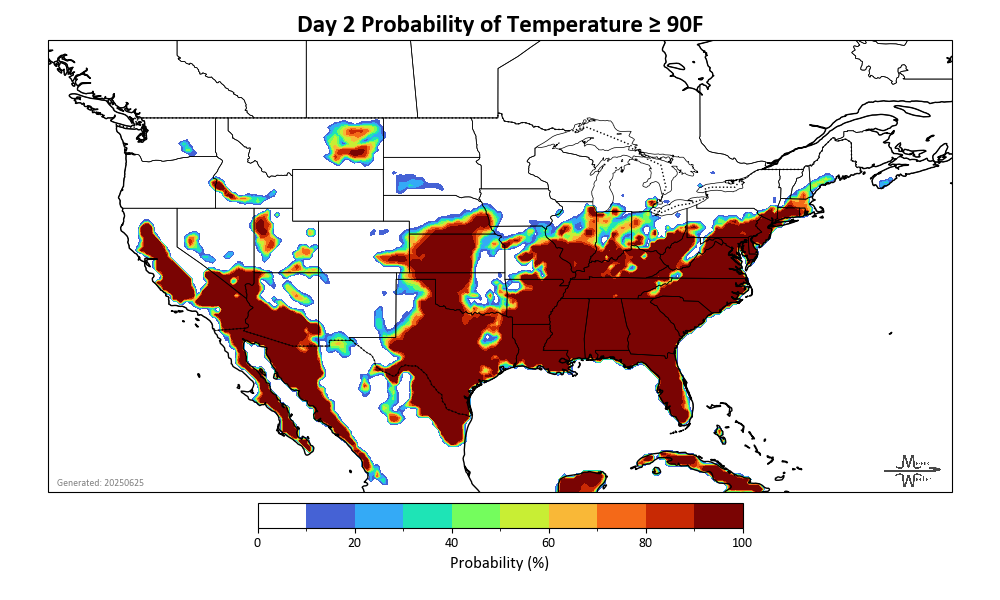 Day 2 Probability of Temperature ≥ 90F
Generated: 20250625
0 20 40 60 80 100
Probability (%)